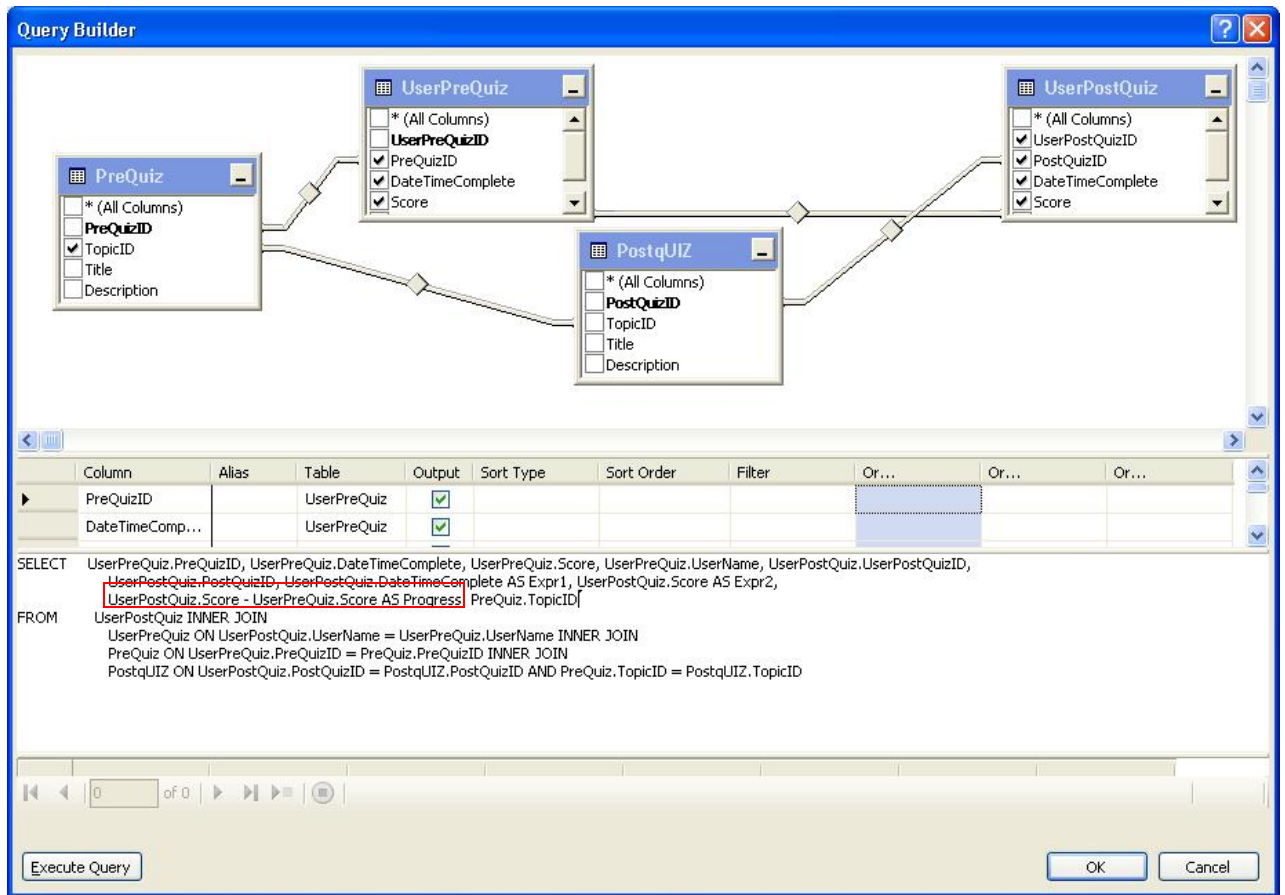 Query Builder
UserPreQuiz
* (All Columns)
UserPreQuizID
PreQuizID
DateTimeComplete
Score
UserPostQuiz
* (All Columns)
UserPostQuizID
PostQuizID
DateTimeComplete
Score
PreQuiz
* (All Columns)
PreQuizID
TopicID
Title
Description
PostqUIZ
* (All Columns)
PostQuizID
TopicID
Title
Description
Column Alias Table Output Sort Type Sort Order Filter Or... Or... Or...
PreQuizID UserPreQuiz
DateTimeComp... UserPreQuiz
SELECT UserPreQuiz.PreQuizID, UserPreQuiz.DateTimeComplete, UserPreQuiz.Score, UserPreQuiz.UserName, UserPostQuiz.UserPostQuizID,
UserPostQuiz.PostQuizID, UserPostQuiz.DateTimeComplete AS Expr1, UserPostQuiz.Score AS Expr2,
UserPostQuiz.Score - UserPreQuiz.Score AS Progress, PreQuiz.TopicID
FROM UserPostQuiz INNER JOIN
UserPreQuiz ON UserPostQuiz.UserName = UserPreQuiz.UserName INNER JOIN
PreQuiz ON UserPreQuiz.PreQuizID = PreQuiz.PreQuizID INNER JOIN
PostqUIZ ON UserPostQuiz.PostQuizID = PostqUIZ.PostQuizID AND PreQuiz.TopicID = PostqUIZ.TopicID
0 of 0
Execute Query OK Cancel